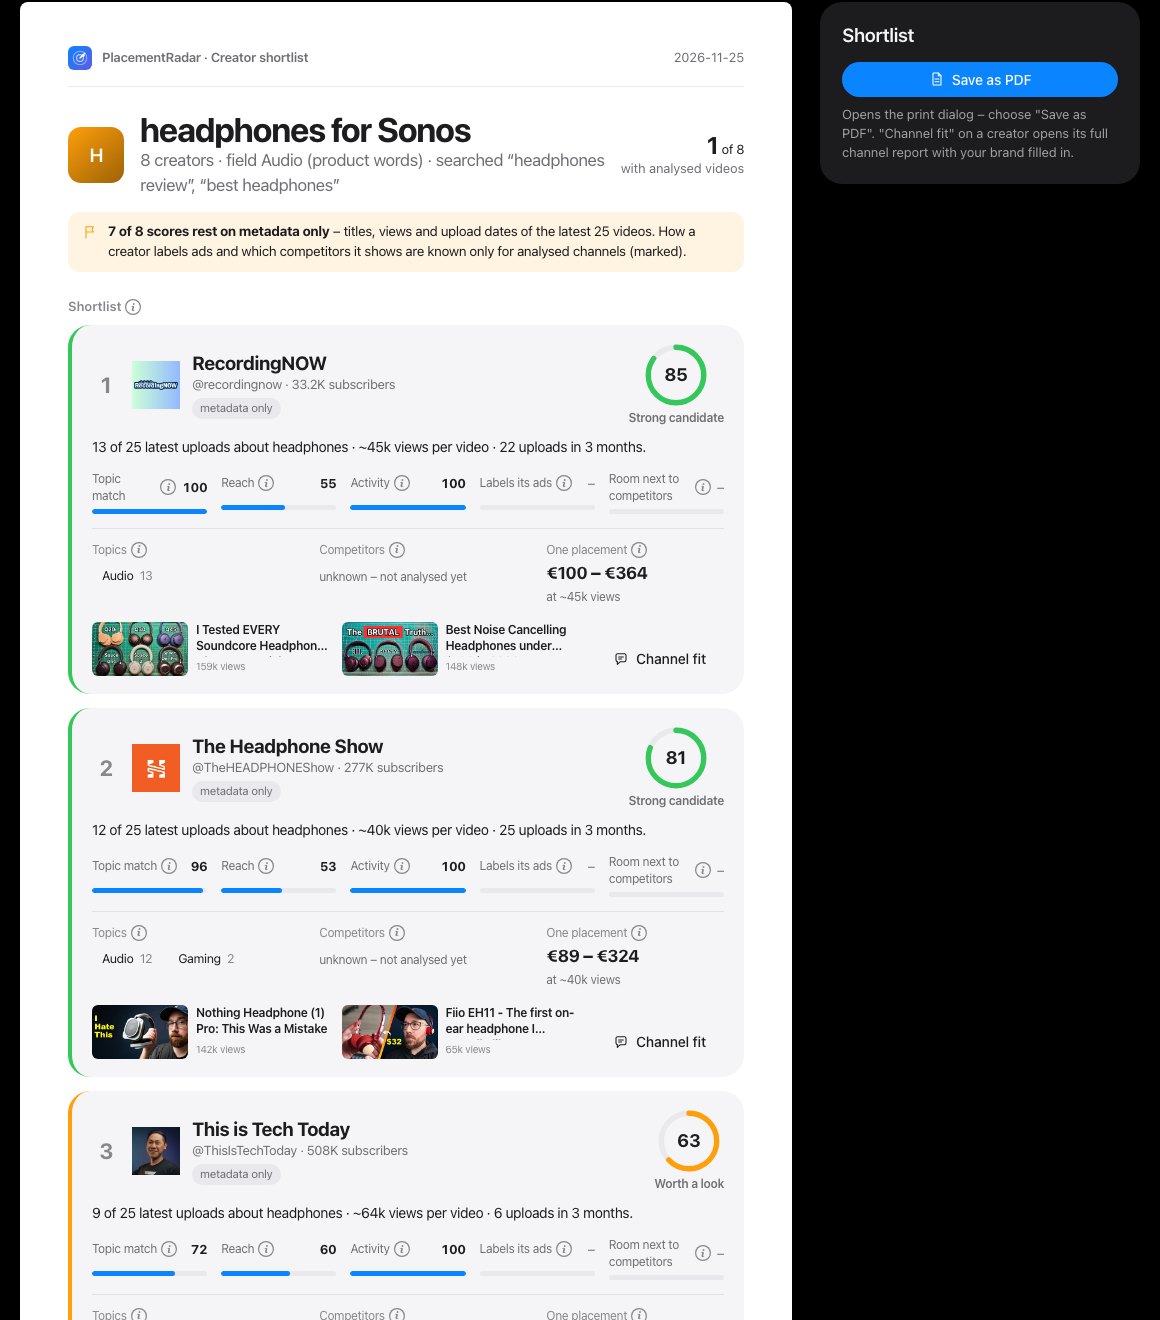 PlacementRadar · Creator shortlist
2026-11-25
H
headphones for Sonos
8 creators · field Audio (product words) · searched “headphones
review”, “best headphones”
1 of 8
with analysed videos
7 of 8 scores rest on metadata only – titles, views and upload dates of the latest 25 videos. How a
creator labels ads and which competitors it shows are known only for analysed channels (marked).
Shortlist
1
RecordingNOW
RecordingNOW
@recordingnow · 33.2K subscribers
metadata only
85
Strong candidate
13 of 25 latest uploads about headphones · ~45k views per video · 22 uploads in 3 months.
Topic
match
100
Reach
55
Activity
100
Labels its ads
–
Room next to
competitors
–
Topics
Audio 13
Competitors
unknown – not analysed yet
One placement
€100 – €364
at ~45k views
I Tested EVERY
Soundcore Headphon...
159k views
The BRUTAL Truth...
Best Noise Cancelling
Headphones under...
148k views
Channel fit
2
The Headphone Show
@TheHEADPHONEShow · 277K subscribers
metadata only
81
Strong candidate
12 of 25 latest uploads about headphones · ~40k views per video · 25 uploads in 3 months.
Topic match
96
Reach
53
Activity
100
Labels its ads
–
Room next to
competitors
–
Topics
Audio 12
Gaming 2
Competitors
unknown – not analysed yet
One placement
€89 – €324
at ~40k views
I
Hate
This
Nothing Headphone (1)
Pro: This Was a Mistake
142k views
$32
Fiio EH11 - The first on-
ear headphone I...
65k views
Channel fit
3
This is Tech Today
@ThisIsTechToday · 508K subscribers
metadata only
63
Worth a look
9 of 25 latest uploads about headphones · ~64k views per video · 6 uploads in 3 months.
Topic match
72
Reach
60
Activity
100
Labels its ads
–
Room next to
competitors
–
Topics
Competitors
One placement
Shortlist
Save as PDF
Opens the print dialog – choose "Save as
PDF". "Channel fit" on a creator opens its full
channel report with your brand filled in.